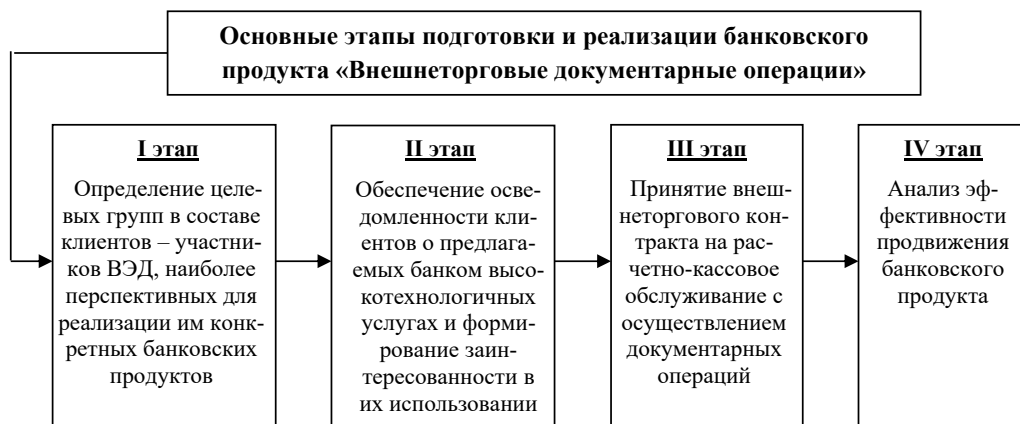 Основные этапы подготовки и реализации банковского
продукта «Внешнеторговые документарные операции»
I этап
Определение целе-
вых групп в составе
клиентов – участни-
ков ВЭД, наиболее
перспективных для
реализации им конк-
ретных банковских
продуктов
II этап
Обеспечение осве-
домленности кли-
ентов о предлага-
емых банком высо-
котехнологичных
услугах и форми-
рование заин-
тересованности в
их использовании
III этап
Принятие внеш-
неторгового кон-
тракта на рас-
четно-кассовое
обслуживание с
осуществлением
документарных
операций
IV этап
Анализ эф-
фективности
продвижения
банковского
продукта